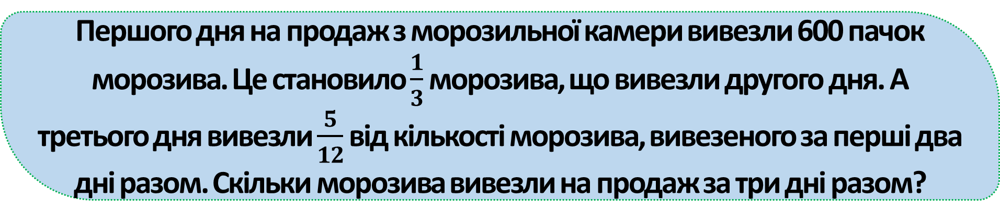 Першого дня на продаж з морозильної камери вивезли 600 пачок
морозива. Це становило 1/3 морозива, що вивезли другого дня. А
третього дня вивезли 5/12 від кількості морозива, вивезеного за перші два
дні разом. Скільки морозива вивезли на продаж за три дні разом?